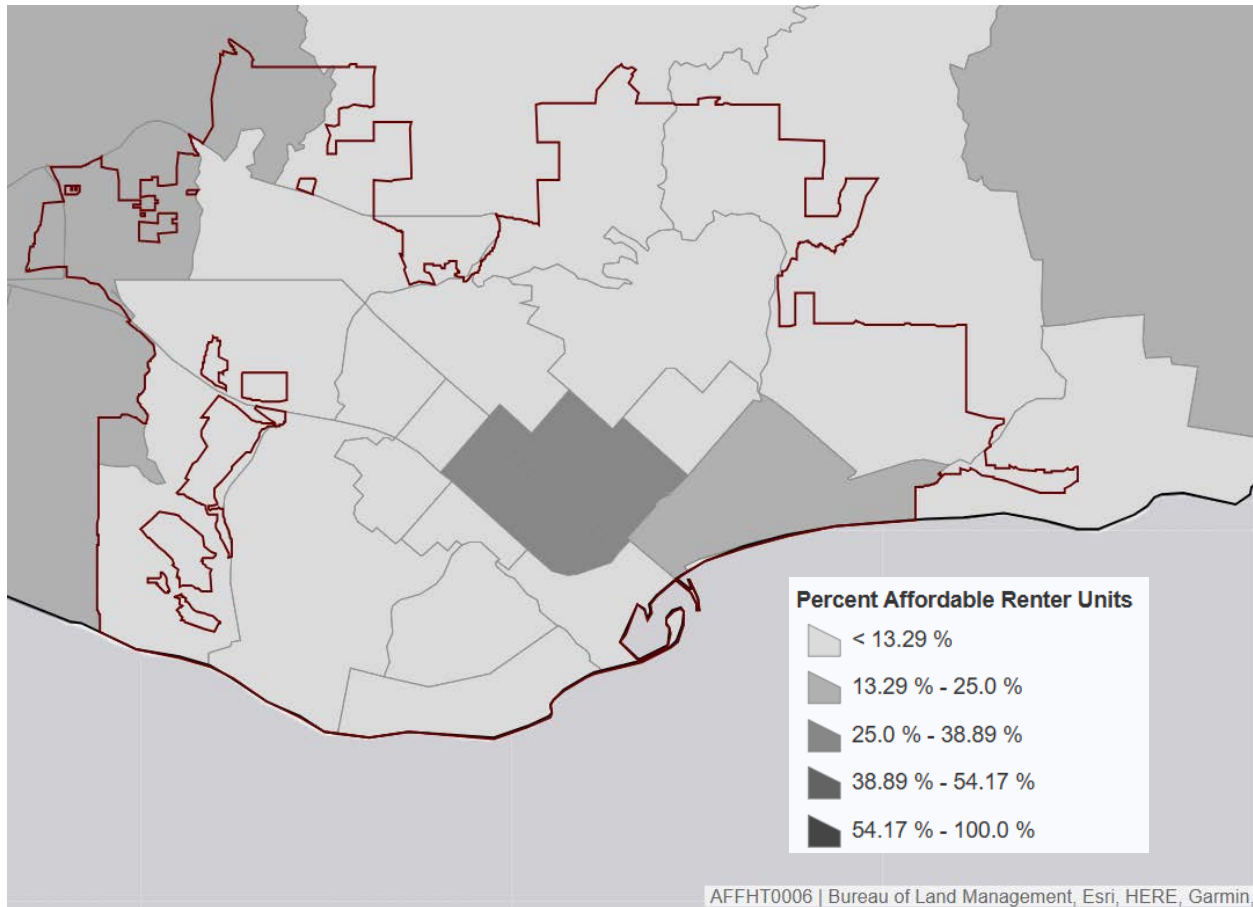 Percent Affordable Renter Units
< 13.29 %
13.29 % - 25.0 %
25.0 % - 38.89 %
38.89 % - 54.17 %
54.17 % - 100.0 %
AFFHT0006 | Bureau of Land Management, Esri, HERE, Garmin,